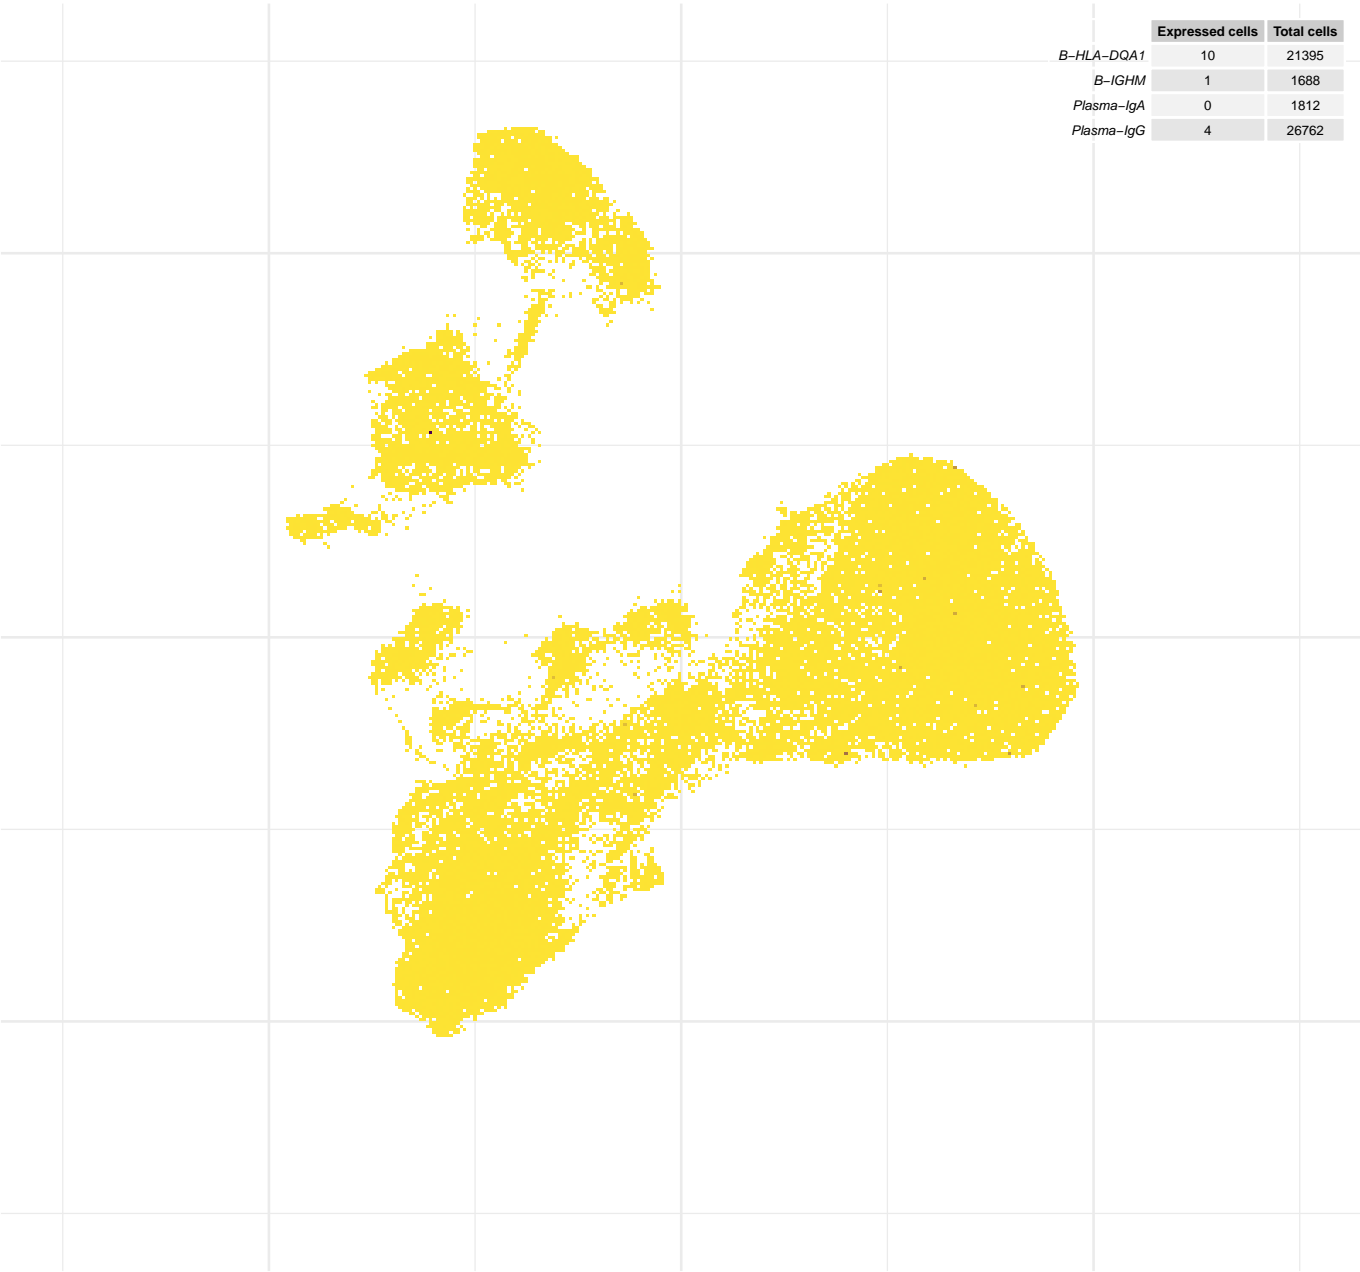 Expressed cells Total cells
B−HLA−DQA1 10 21395
B−IGHM 1 1688
Plasma−IgA 0 1812
Plasma−IgG 4 26762